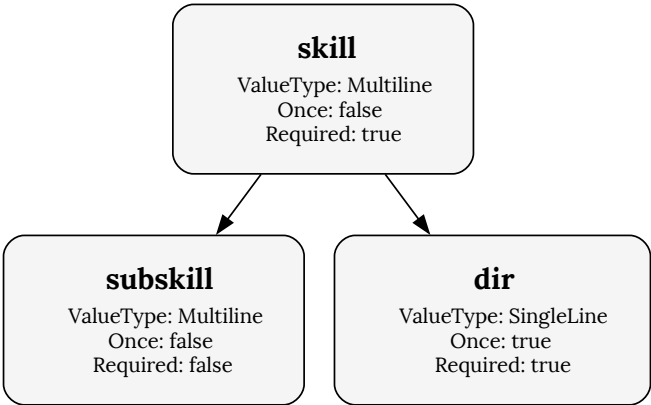 skill
ValueType: Multiline
Once: false
Required: true
subskill
ValueType: Multiline
Once: false
Required: false
dir
ValueType: SingleLine
Once: true
Required: true